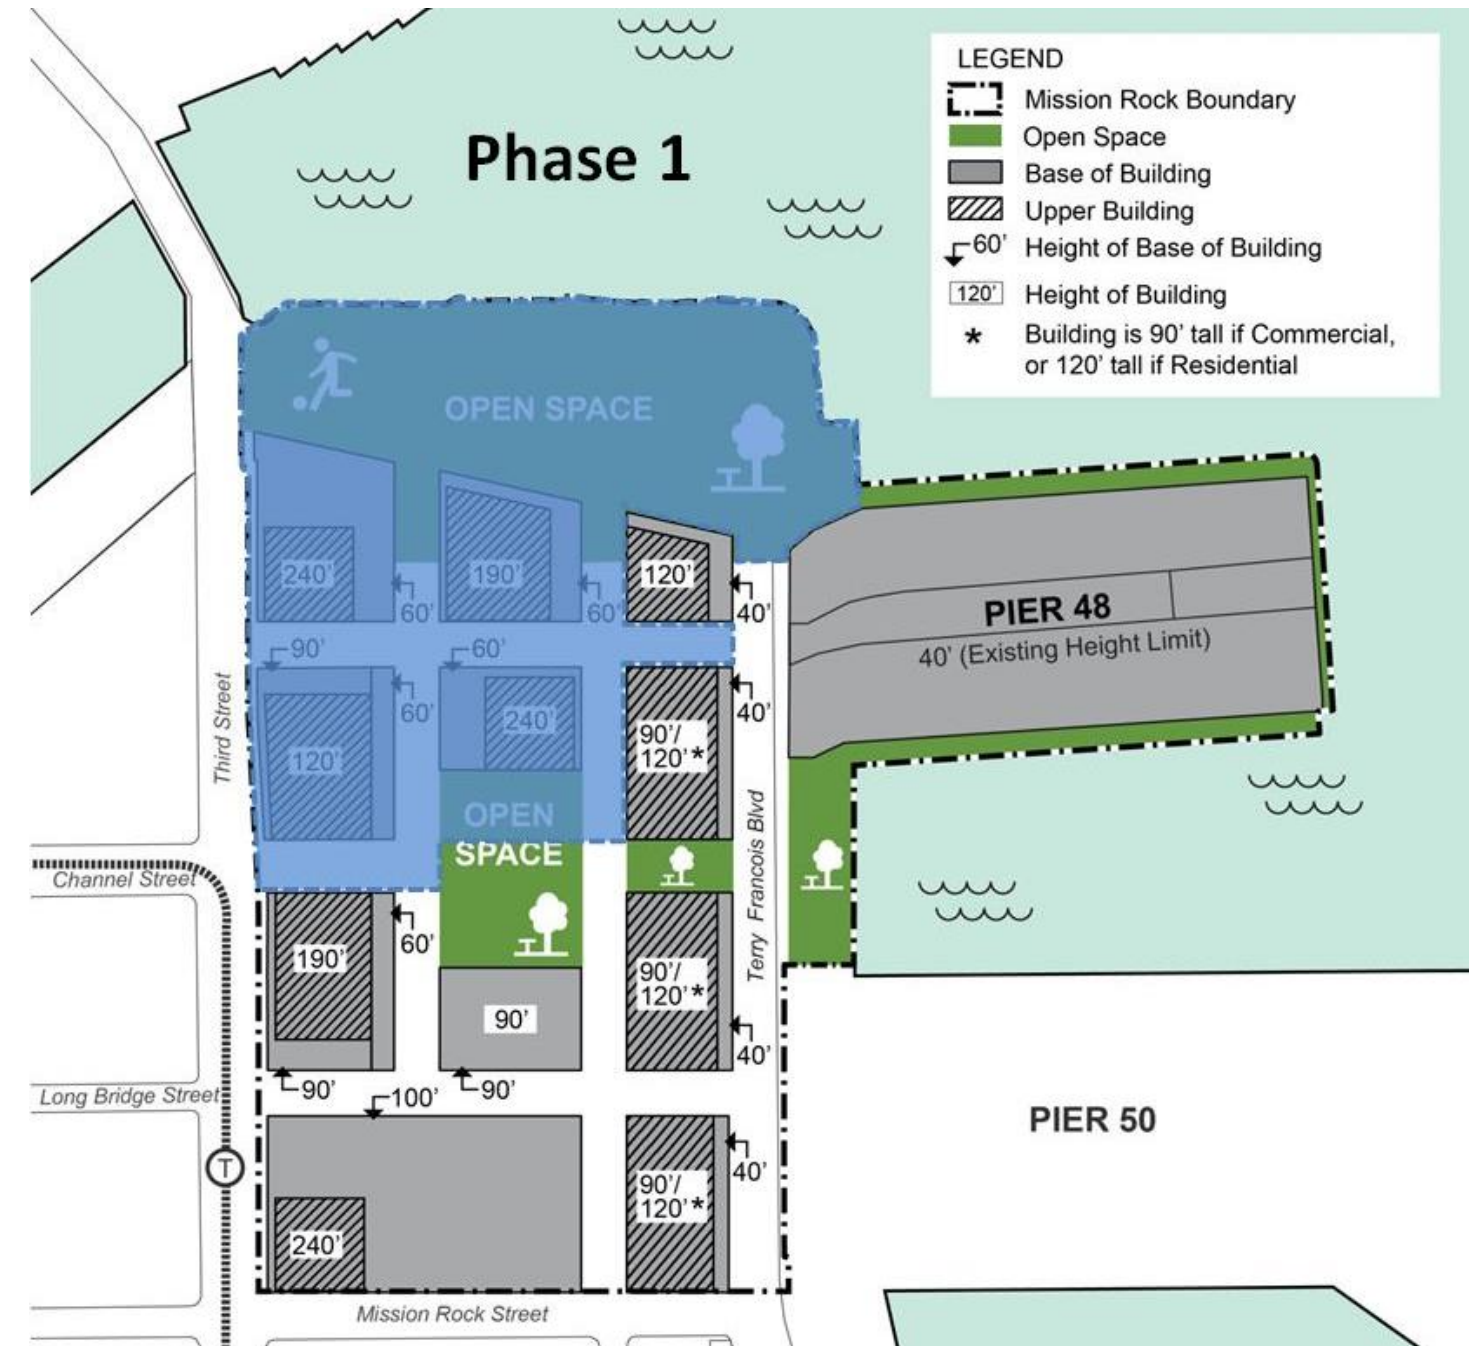 Phase 1
LEGEND
Mission Rock Boundary
Open Space
Base of Building
Upper Building
60' Height of Base of Building
120' Height of Building
* Building is 90' tall if Commercial,
or 120' tall if Residential
OPEN SPACE
240'
60'
190'
60'
120'
40'
PIER 48
40' (Existing Height Limit)
90'
60'
60'
240'
120'
90'/
120'*
40'
Third Street
Terry Francois Blvd
OPEN
SPACE
Channel Street
190'
60'
90'
90'/
120'*
40'
Long Bridge Street
90'
100'
90'
PIER 50
T
240'
90'/
120'*
40'
Mission Rock Street